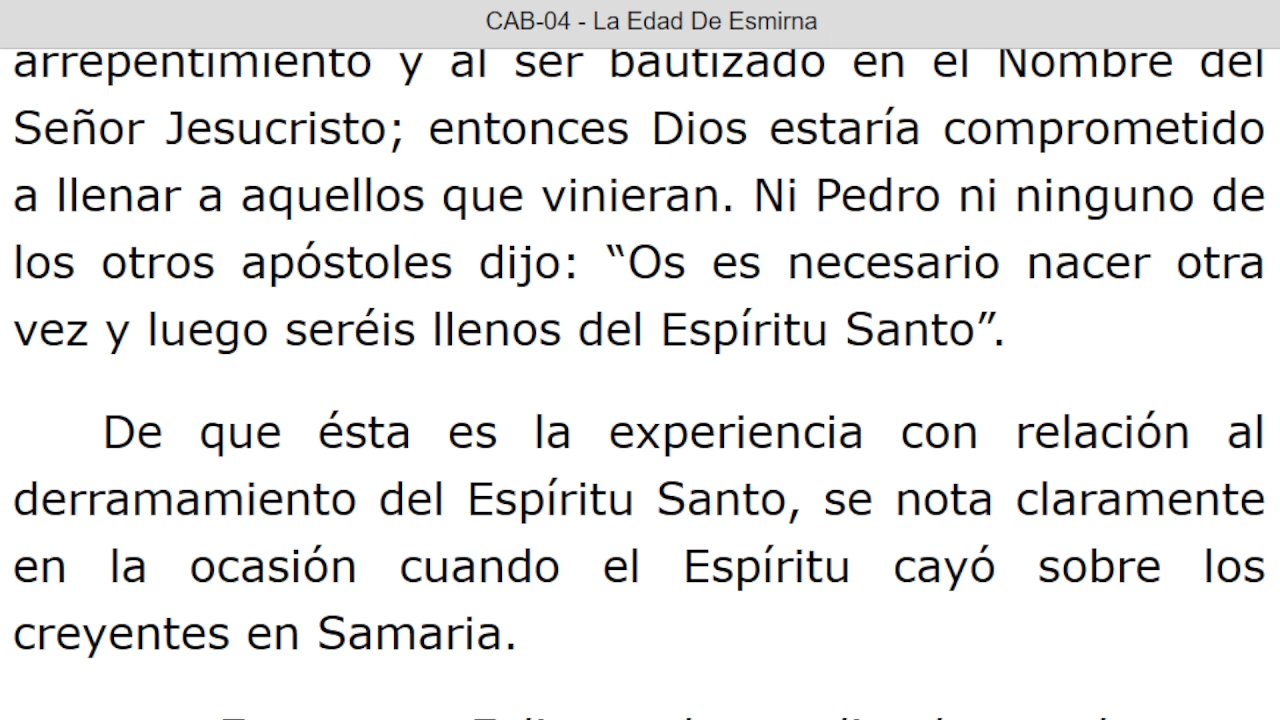 CAB-04 - La Edad De Esmirna
arrepentimiento y al ser bautizado en el Nombre del
Señor Jesucristo; entonces Dios estaría comprometido
a llenar a aquellos que vinieran. Ni Pedro ni ninguno de
los otros apóstoles dijo: “Os es necesario nacer otra
vez y luego seréis llenos del Espíritu Santo”.
De que ésta es la experiencia con relación al
derramamiento del Espíritu Santo, se nota claramente
en la ocasión cuando el Espíritu cayó sobre los
creyentes en Samaria.